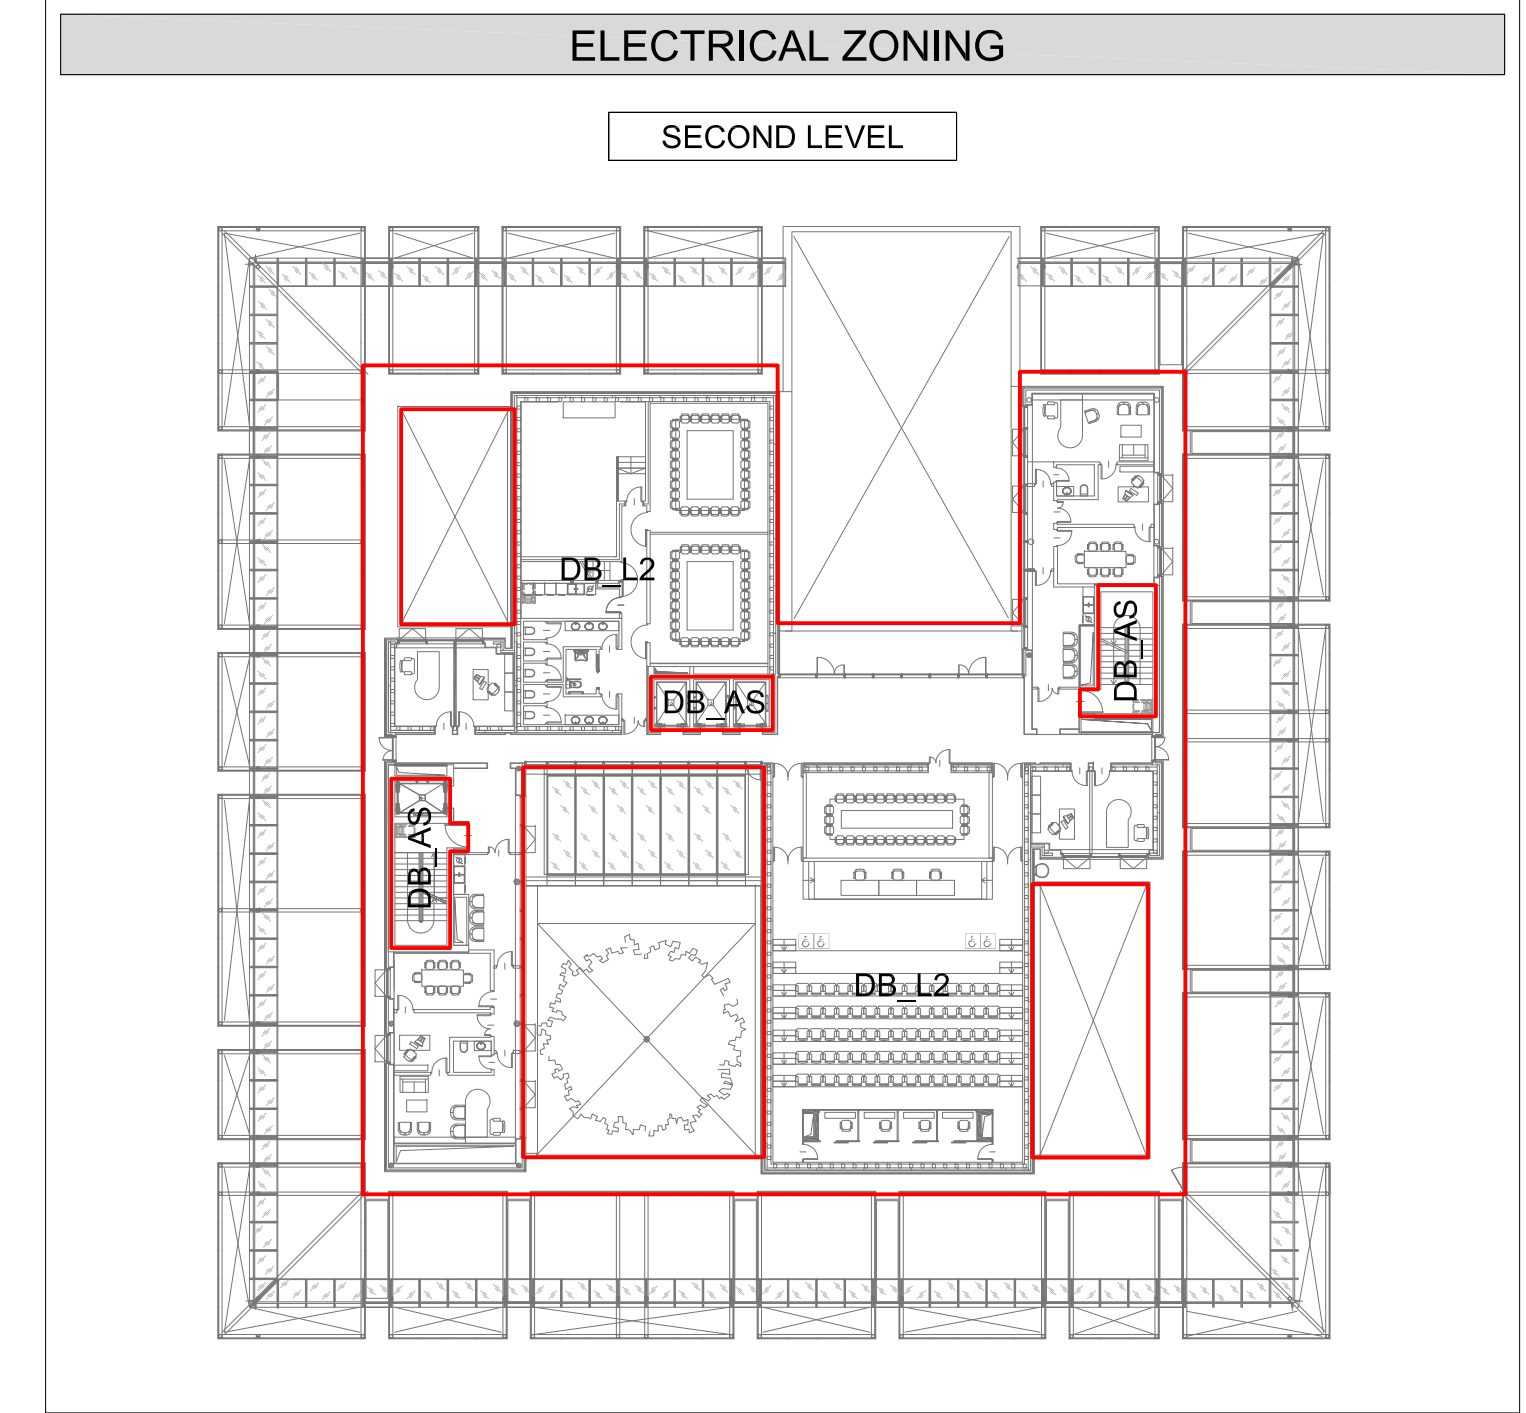 ELECTRICAL ZONING
SECOND LEVEL
DB_L2
DB_AS
DB_AS
DB_AS
DB_L2